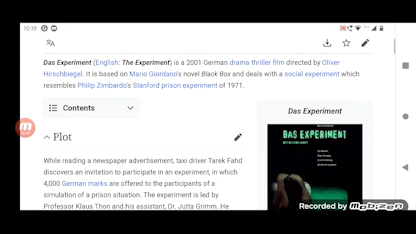 10:19
Das Experiment (English: The Experiment) is a 2001 German drama thriller film directed by Oliver
Hirschbiegel. It is based on Mario Giordano's novel Black Box and deals with a social experiment which
resembles Philip Zimbardo's Stanford prison experiment of 1971.
Contents
Das Experiment
Plot
DAS EXPERIMENT
While reading a newspaper advertisement, taxi driver Tarek Fahd
discovers an invitation to participate in an experiment, in which
4,000 German marks are offered to the participants of a
simulation of a prison situation. The experiment is led by
Professor Klaus Thon and his assistant, Dr. Jutta Grimm. He
Recorded by Mobizen